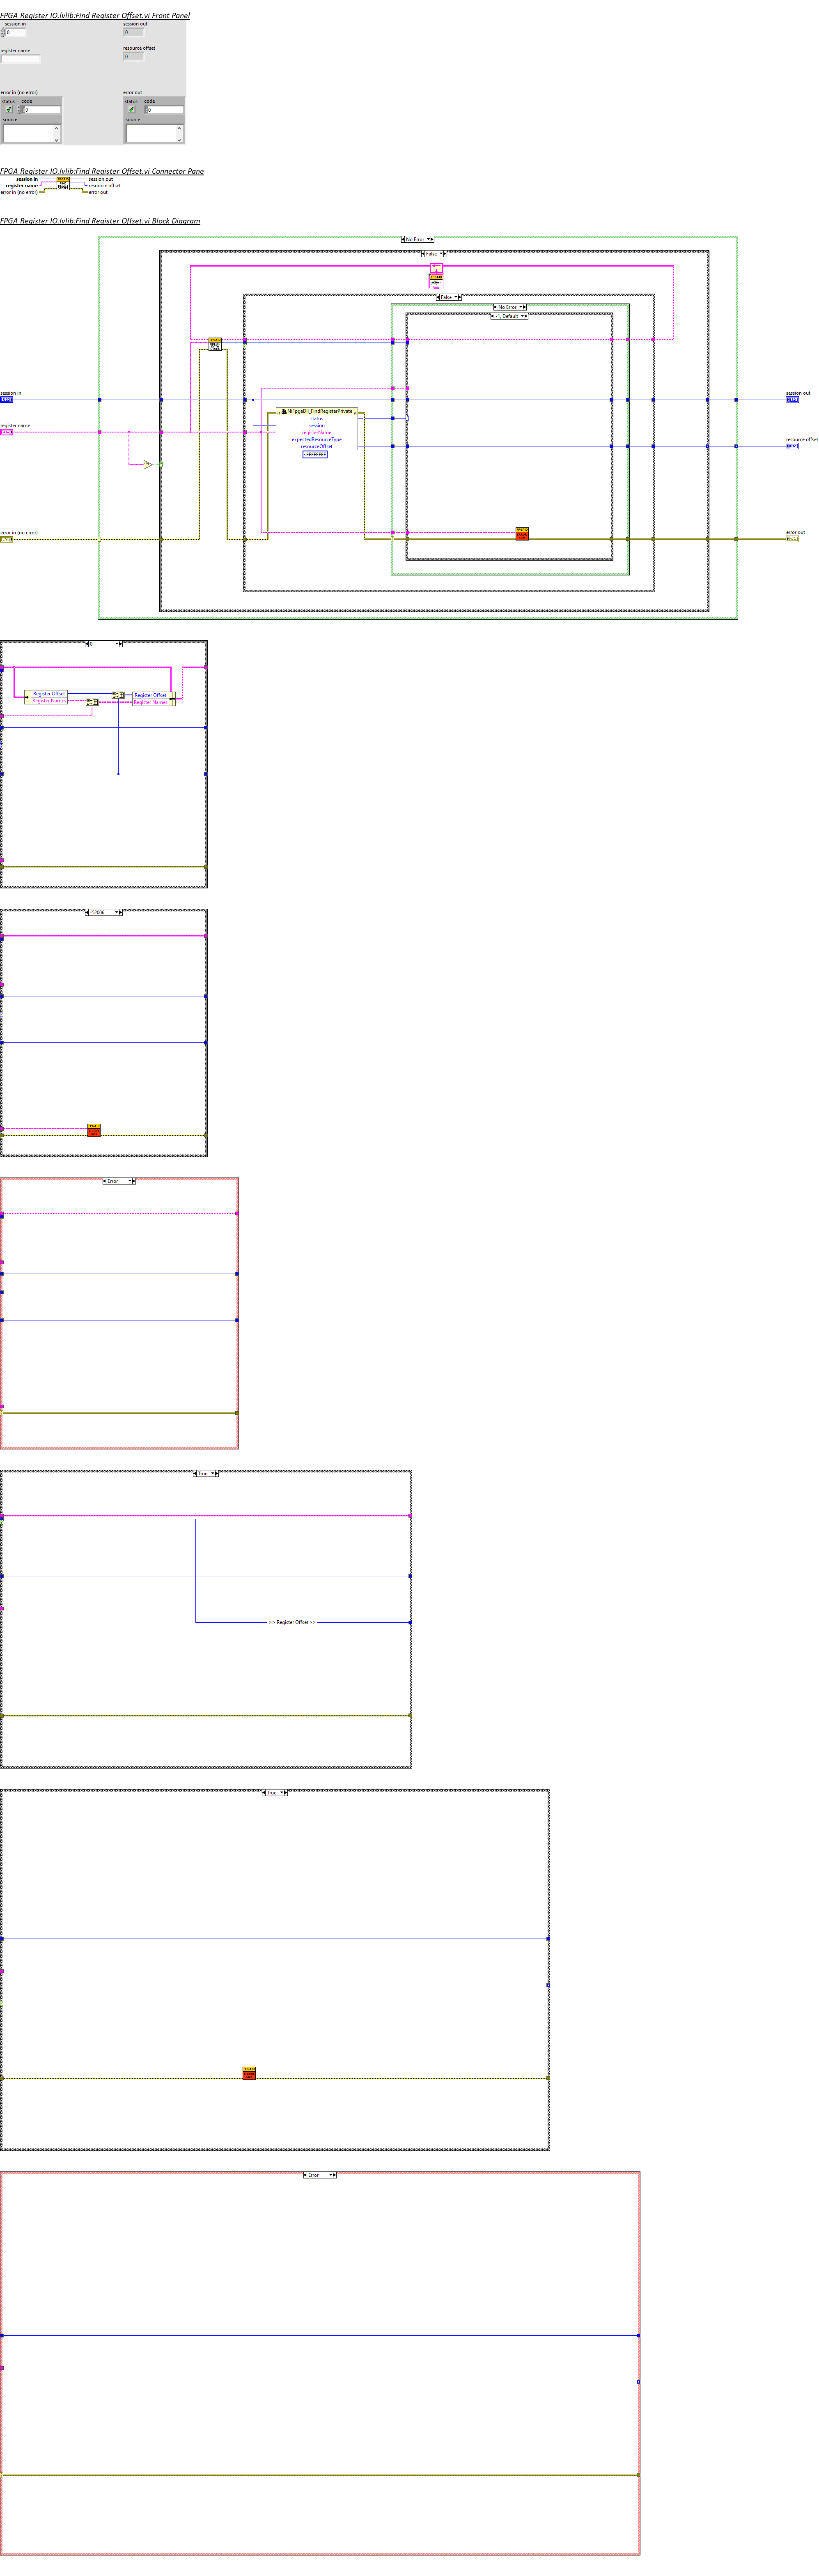 FPGA Register IO.lvlib:Find Register Offset.vi Front Panel
session in
session out
0
0
register name
resource offset
0
error in (no error)
error out
status code
status code
0
0
source
source
FPGA Register IO.lvlib:Find Register Offset.vi Connector Pane
session in
session out
register name
resource offset
error in (no error)
error out
FPGA Register IO.lvlib:Find Register Offset.vi Block Diagram
No Error
False
False
No Error
-1, Default
session in
session out
NiFpgaDll_FindRegisterPrivate
status
register name
session
registerName
expectedResourceType
resource offset
resourceOffset
error in (no error)
error out
0
Register Offset
Register Offset
Register Names
Register Names
-52006
Error
True
>> Register Offset >>
True
Error